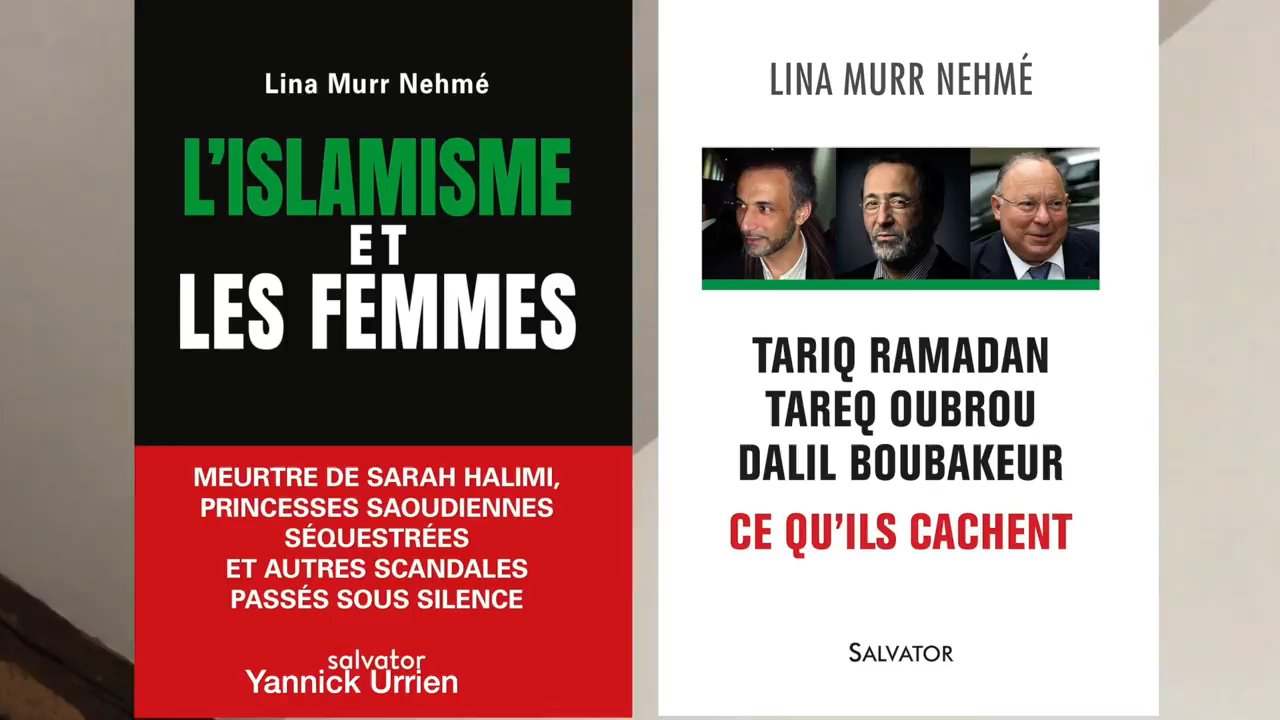 Lina Murr Nehmé
L'ISLAMISME
ET
LES FEMMES
MEURTRE DE SARAH HALIMI,
PRINCESSES SAOUDIENNES
SÉQUESTRÉES
ET AUTRES SCANDALES
PASSÉS SOUS SILENCE
salvator
Yannick Urrien
LINA MURR NEHMÉ
TARIQ RAMADAN
TAREQ OUBROU
DALIL BOUBAKEUR
CE QU'ILS CACHENT
SALVATOR